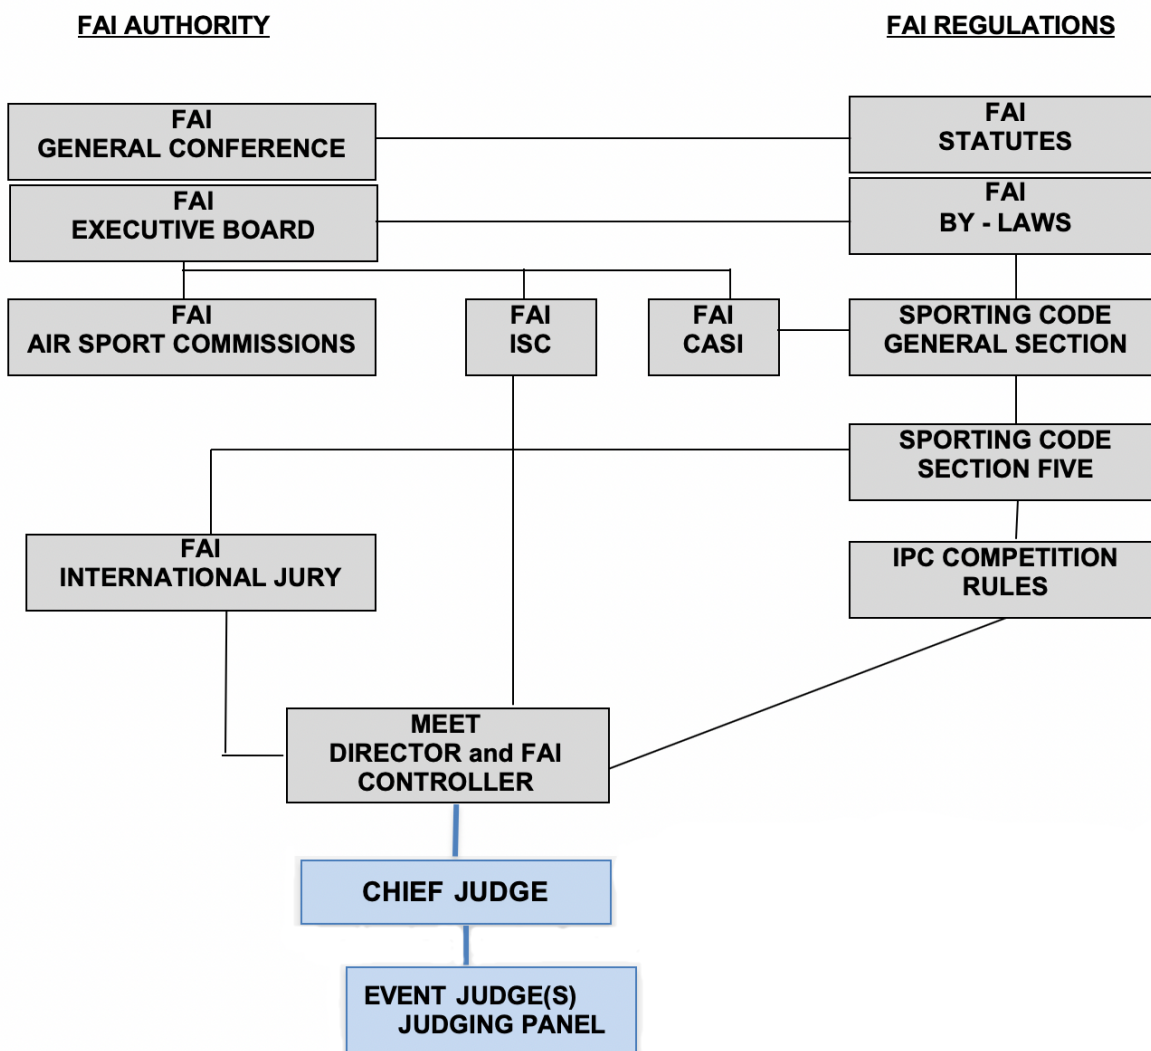 FAI AUTHORITY
FAI REGULATIONS
FAI
GENERAL CONFERENCE
FAI
STATUTES
FAI
EXECUTIVE BOARD
FAI
BY - LAWS
FAI
AIR SPORT COMMISSIONS
FAI
ISC
FAI
CASI
SPORTING CODE
GENERAL SECTION
SPORTING CODE
SECTION FIVE
FAI
INTERNATIONAL JURY
IPC COMPETITION
RULES
MEET
DIRECTOR and FAI
CONTROLLER
CHIEF JUDGE
EVENT JUDGE(S)
JUDGING PANEL